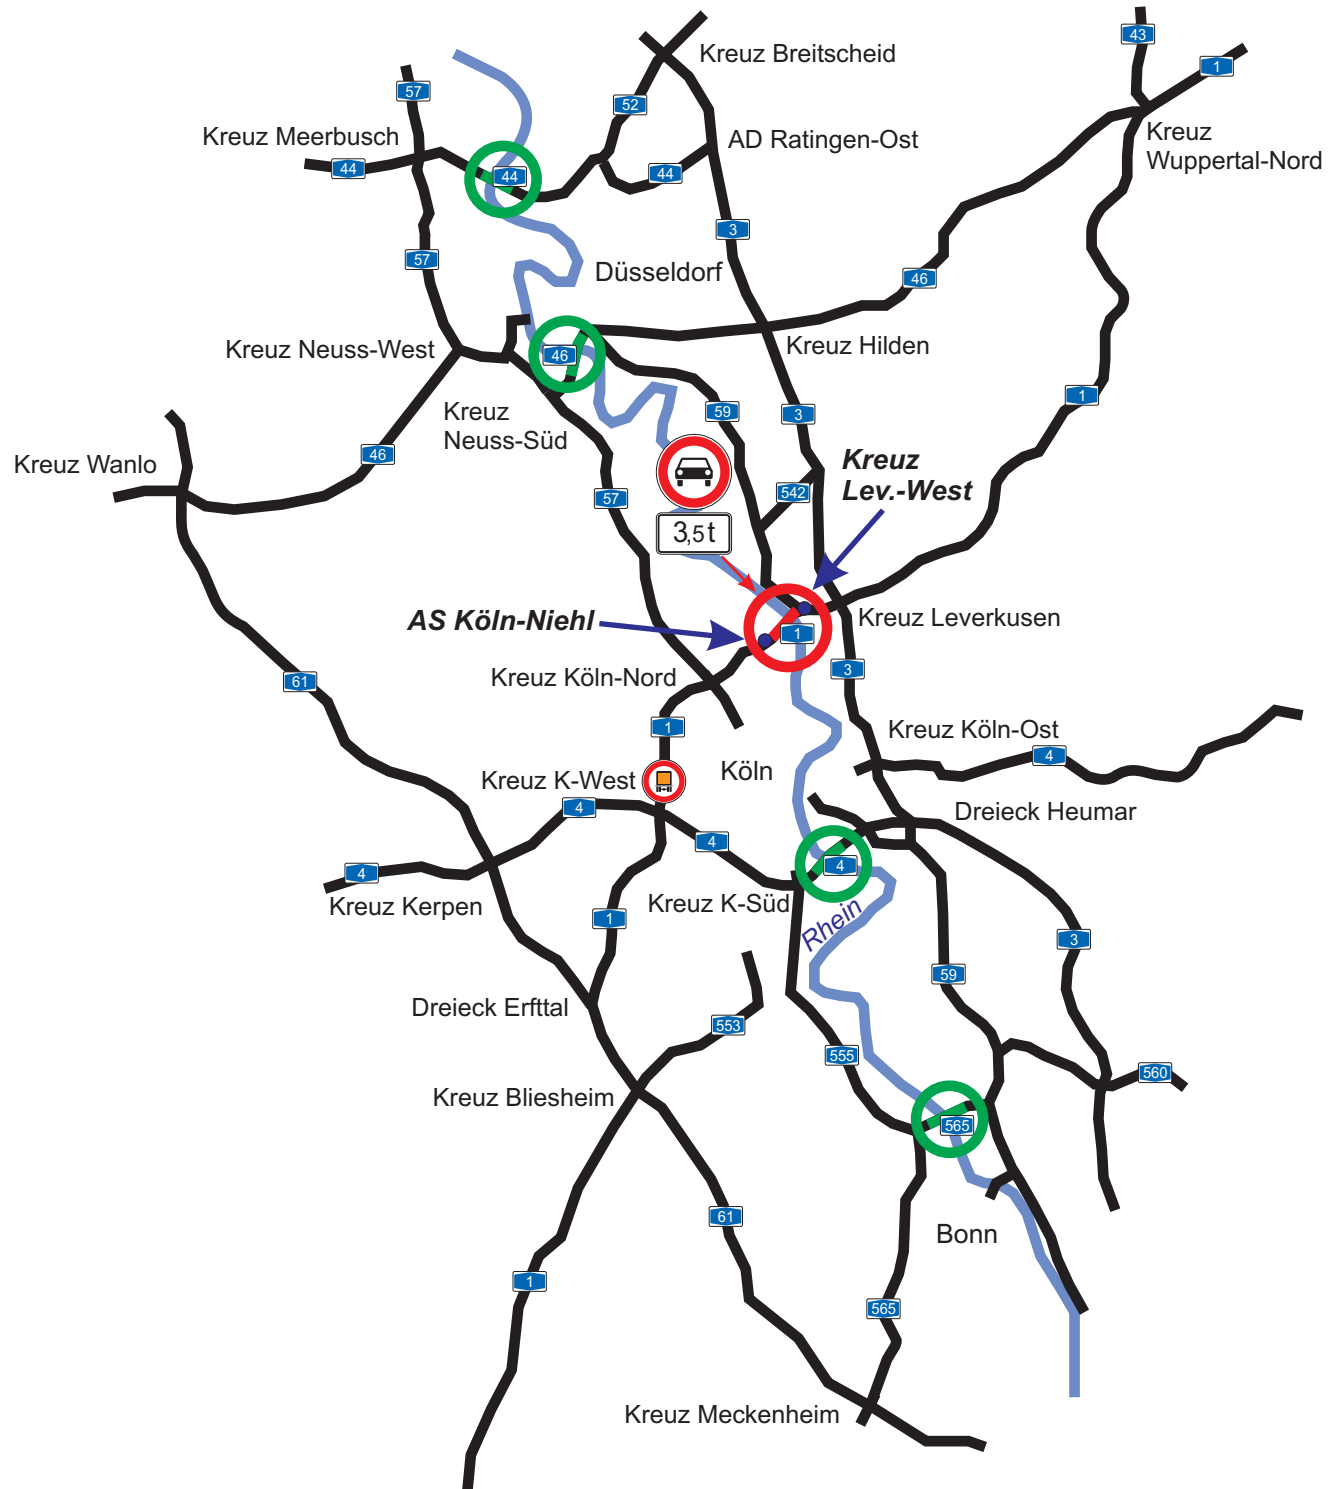 43
Kreuz Breitscheid
1
57
52
Kreuz Meerbusch
AD Ratingen-Ost
Kreuz
Wuppertal-Nord
44
44
44
3
57
Düsseldorf
46
Kreuz Neuss-West
46
Kreuz Hilden
1
Kreuz
Neuss-Süd
59
3
Kreuz Wanlo
46
Kreuz
Lev.-West
57
542
3,5 t
AS Köln-Niehl
1
Kreuz Leverkusen
61
Kreuz Köln-Nord
3
1
Kreuz Köln-Ost
4
Kreuz K-West
Köln
4
4
Dreieck Heumar
4
4
Kreuz Kerpen
1
Kreuz K-Süd
Rhein
3
59
Dreieck Erfttal
553
555
560
Kreuz Bliesheim
565
61
Bonn
1
565
Kreuz Meckenheim